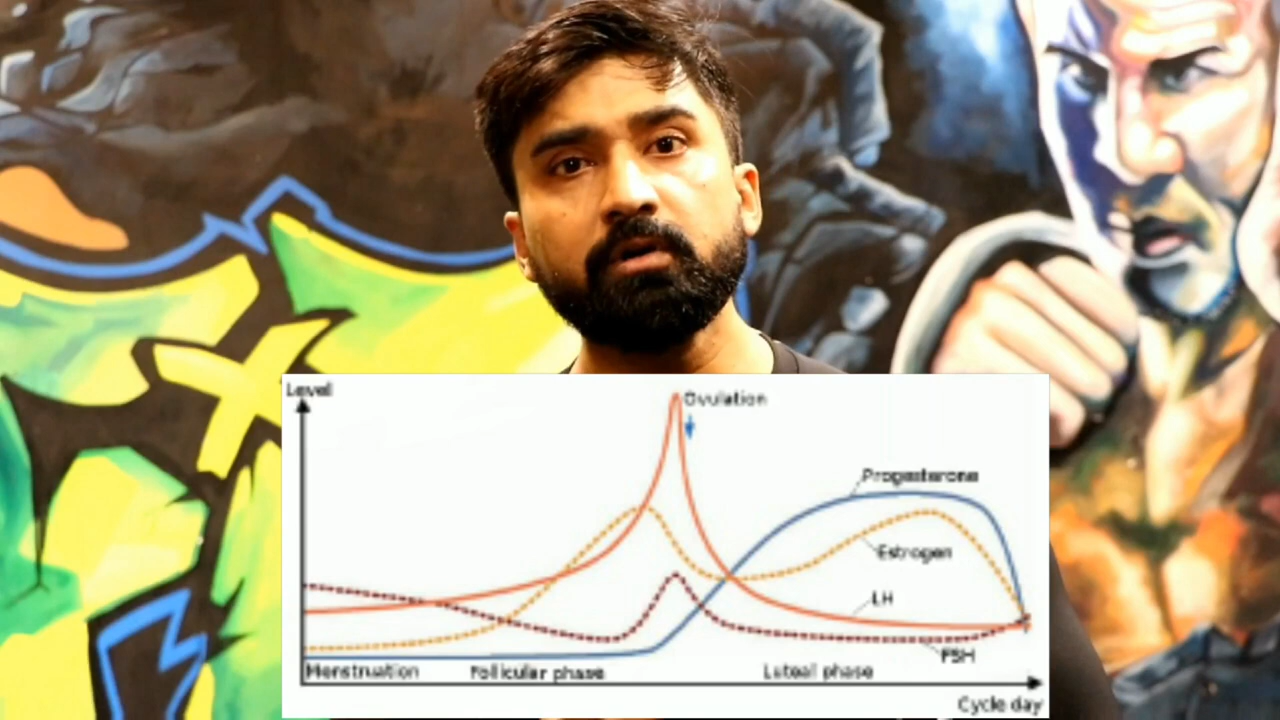 Level
Ovulation
Progesterone
Estrogen
LH
FSH
Menstruation Follicular phase Luteal phase
Cycle day